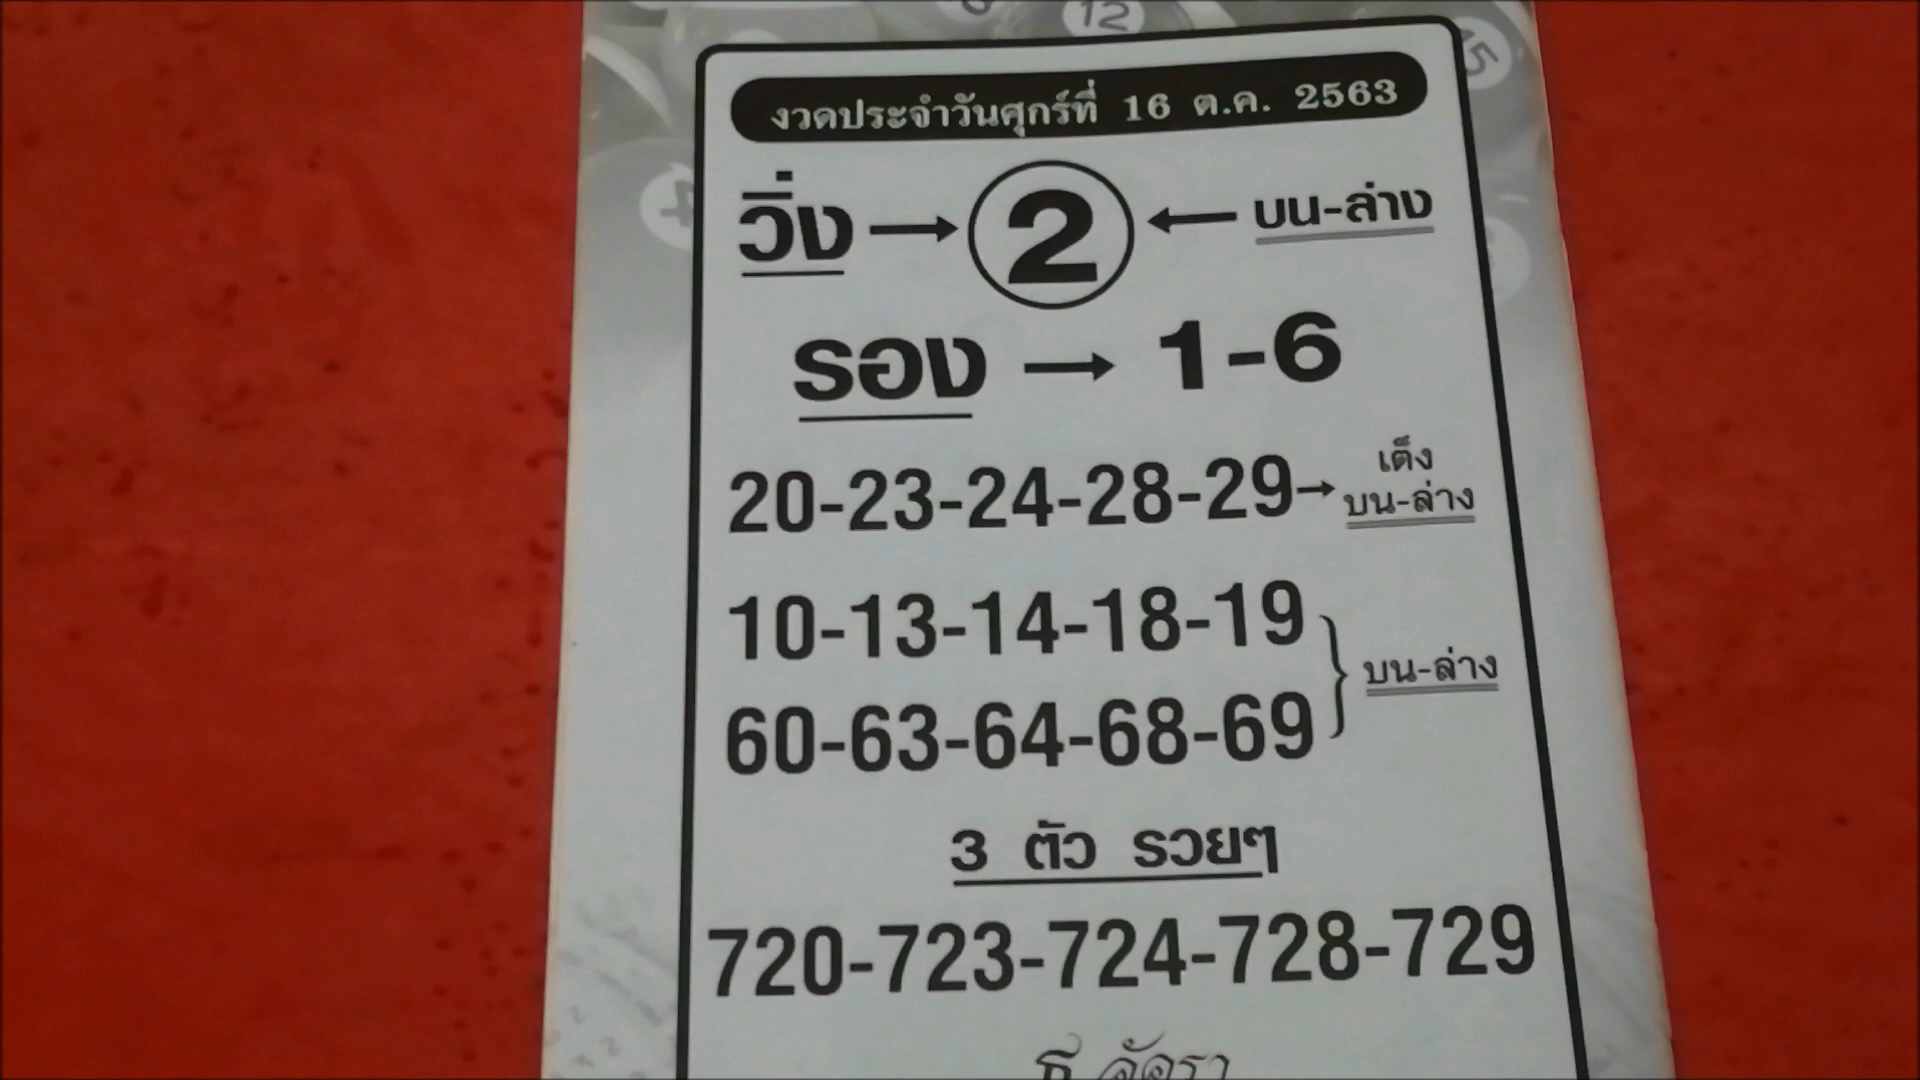 12
15
4
งวดประจำวันศุกร์ที่ 16 ต.ค. 2563
วิ่ง → 2 ← บน-ล่าง
รอง → 1-6
20-23-24-28-29→ เต็ง
บน-ล่าง
10-13-14-18-19
60-63-64-68-69 } บน-ล่าง
3 ตัว รวยๆ
720-723-724-728-729